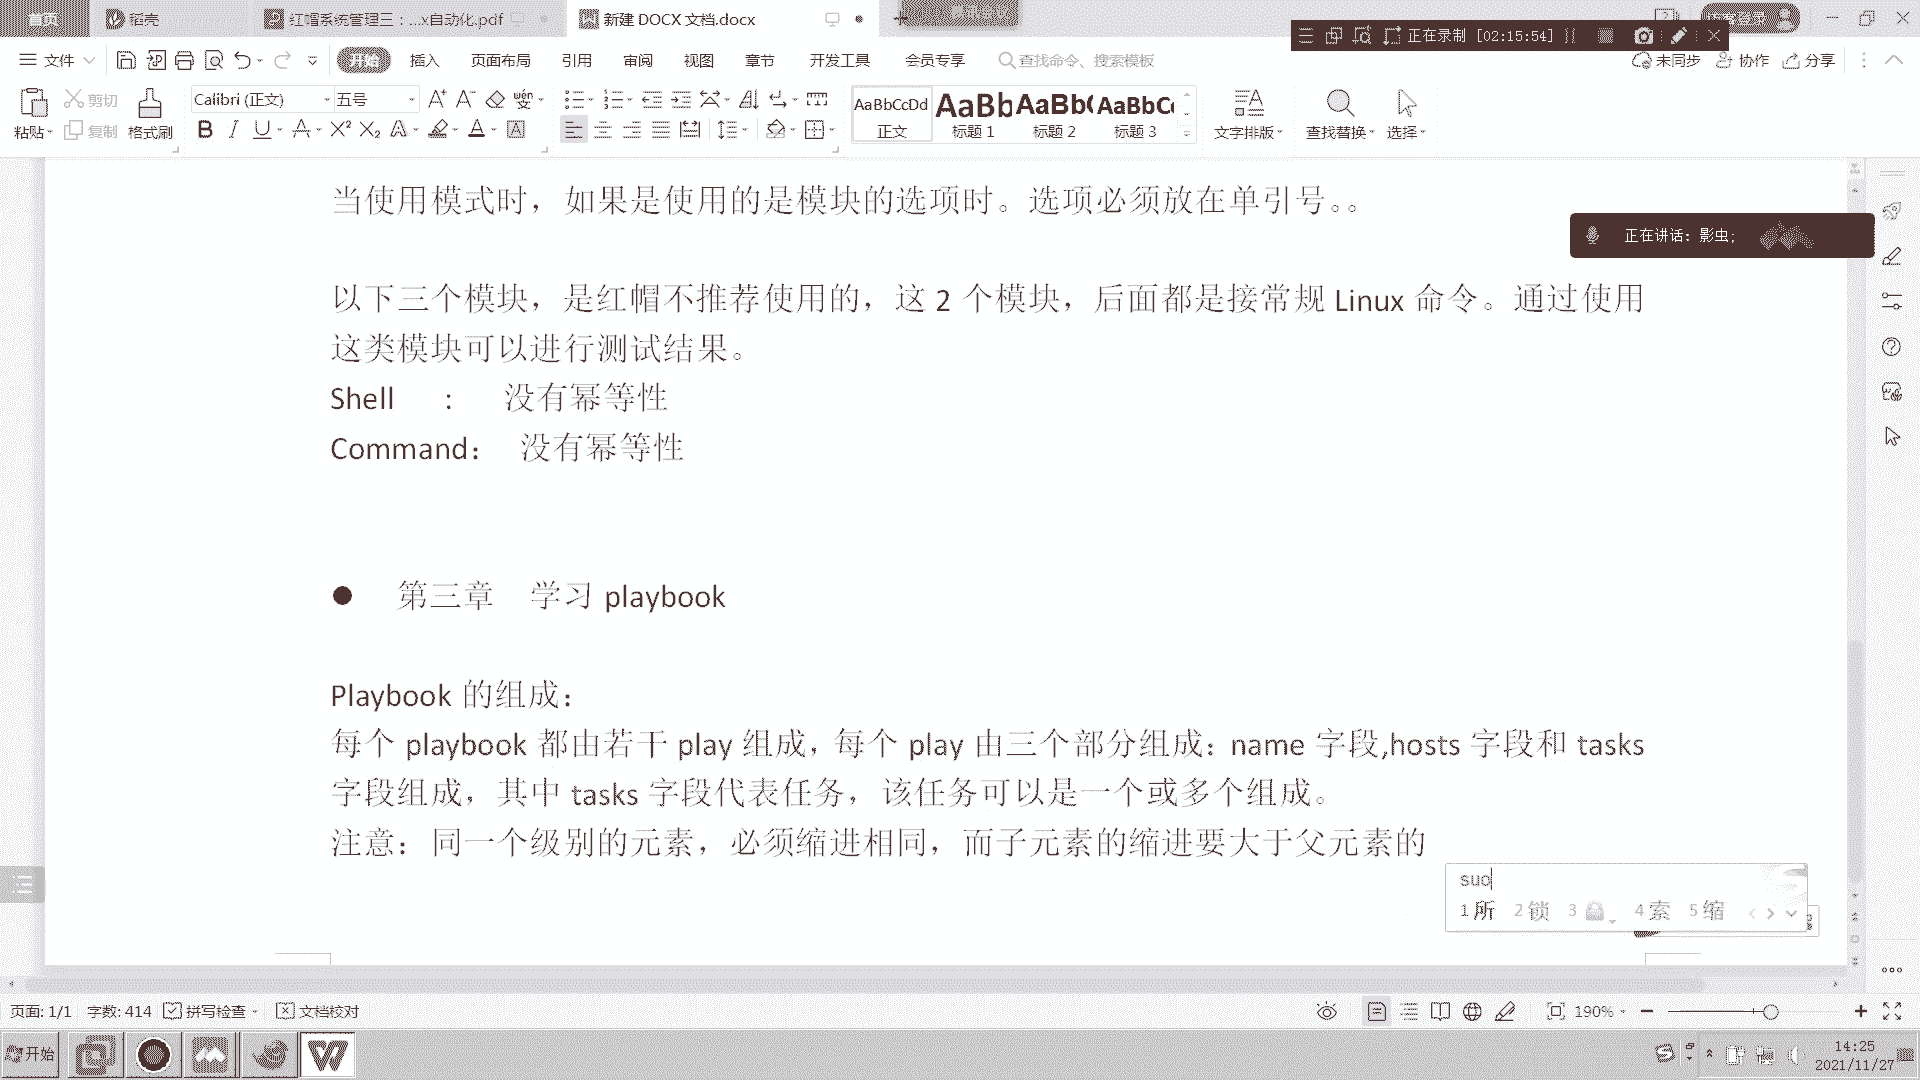 首页
稻壳
红帽系统管理三：...x自动化.pdf
新建 DOCX 文档.docx
正在录制 [02:15:54]
文件
开始
插入
页面布局
引用
审阅
视图
章节
开发工具
会员专享
查找命令、搜索模板
未同步
协作
分享
粘贴
剪切
复制
格式刷
Calibri (正文)
五号
AaBbCcDd
正文
AaBb
标题 1
AaBb(
标题 2
AaBbC
标题 3
文字排版
查找替换
选择
正在讲话：影虫;
当使用模式时，如果是使用的是模块的选项时。选项必须放在单引号。。
以下三个模块，是红帽不推荐使用的，这 2 个模块，后面都是接常规 Linux 命令。通过使用
这类模块可以进行测试结果。
Shell ： 没有幂等性
Command： 没有幂等性
● 第三章 学习 playbook
Playbook 的组成：
每个 playbook 都由若干 play 组成，每个 play 由三个部分组成：name 字段,hosts 字段和 tasks
字段组成，其中 tasks 字段代表任务，该任务可以是一个或多个组成。
注意：同一个级别的元素，必须缩进相同，而子元素的缩进要大于父元素的
suo
1 所 2 锁 3 🔒 4 索 5 缩
页面: 1/1
字数: 414
拼写检查
文档校对
190%
开始
14:25
2021/11/27